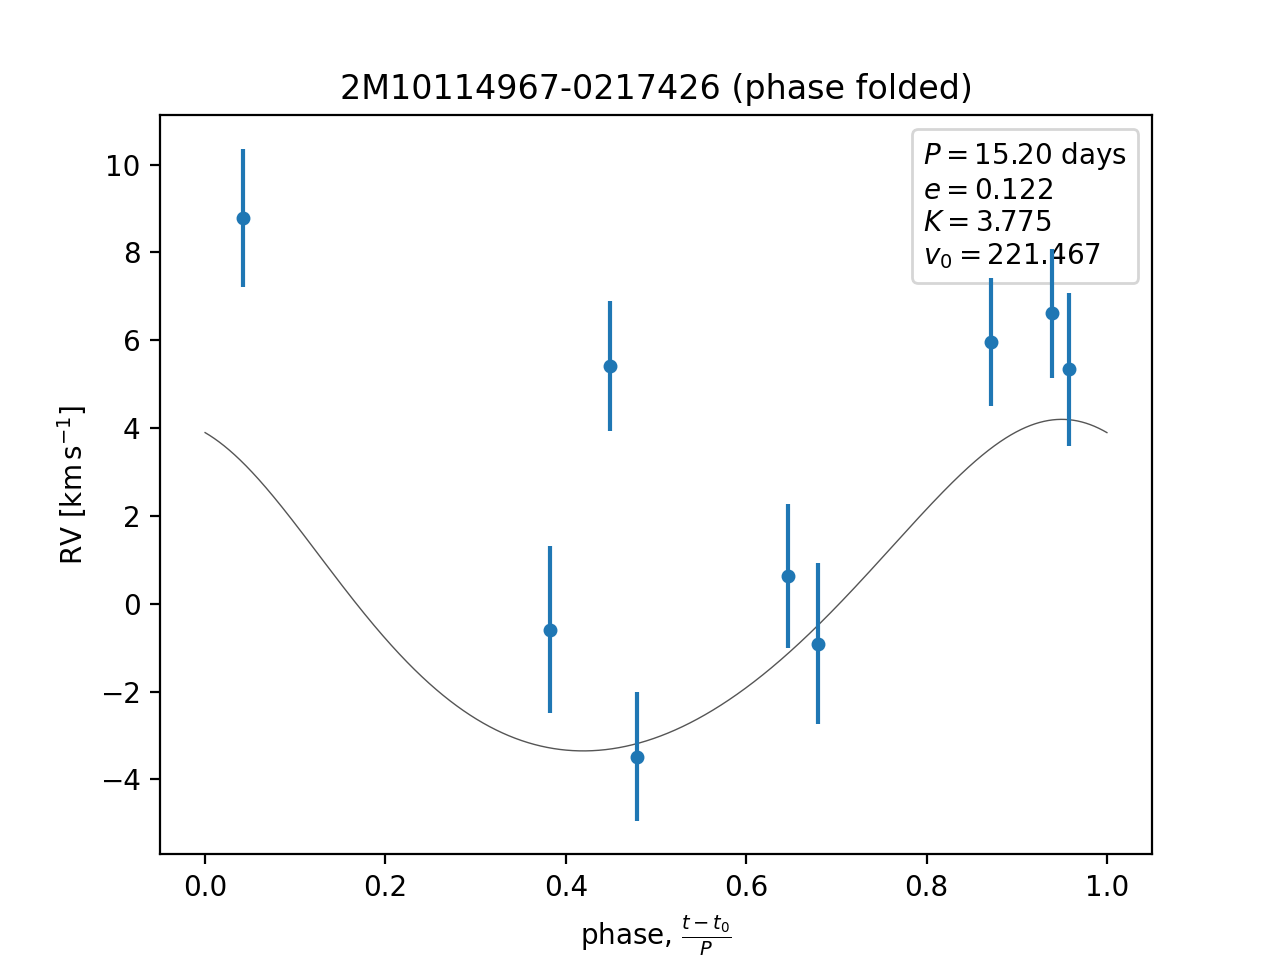 2M10114967-0217426 (phase folded)
P = 15.20 days
e = 0.122
K = 3.775
v₀ = 221.467
10
8
6
4
2
0
−2
−4
RV [km s⁻¹]
0.0 0.2 0.4 0.6 0.8 1.0
phase, (t − t₀)/P